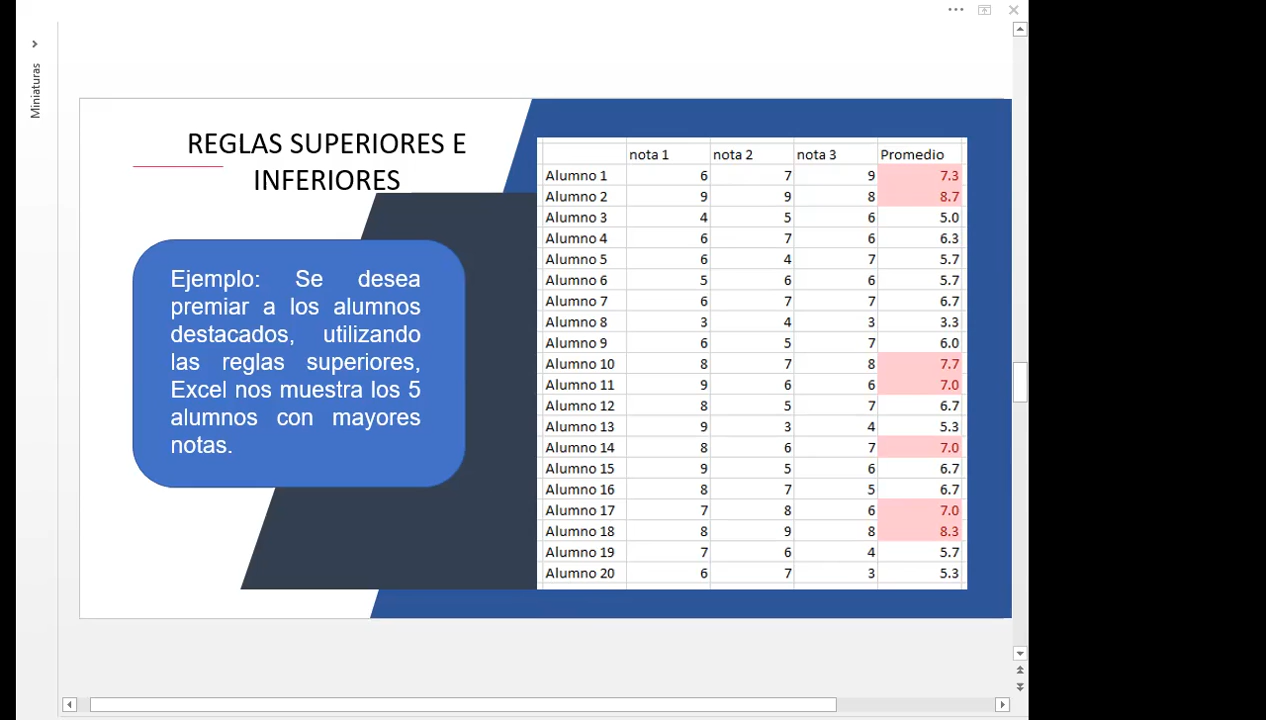 Miniaturas
REGLAS SUPERIORES E
INFERIORES
Ejemplo: Se desea
premiar a los alumnos
destacados, utilizando
las reglas superiores,
Excel nos muestra los 5
alumnos con mayores
notas.
nota 1 nota 2 nota 3 Promedio
Alumno 1 6 7 9 7.3
Alumno 2 9 9 8 8.7
Alumno 3 4 5 6 5.0
Alumno 4 6 7 6 6.3
Alumno 5 6 4 7 5.7
Alumno 6 5 6 6 5.7
Alumno 7 6 7 7 6.7
Alumno 8 3 4 3 3.3
Alumno 9 6 5 7 6.0
Alumno 10 8 7 8 7.7
Alumno 11 9 6 6 7.0
Alumno 12 8 5 7 6.7
Alumno 13 9 3 4 5.3
Alumno 14 8 6 7 7.0
Alumno 15 9 5 6 6.7
Alumno 16 8 7 5 6.7
Alumno 17 7 8 6 7.0
Alumno 18 8 9 8 8.3
Alumno 19 7 6 4 5.7
Alumno 20 6 7 3 5.3